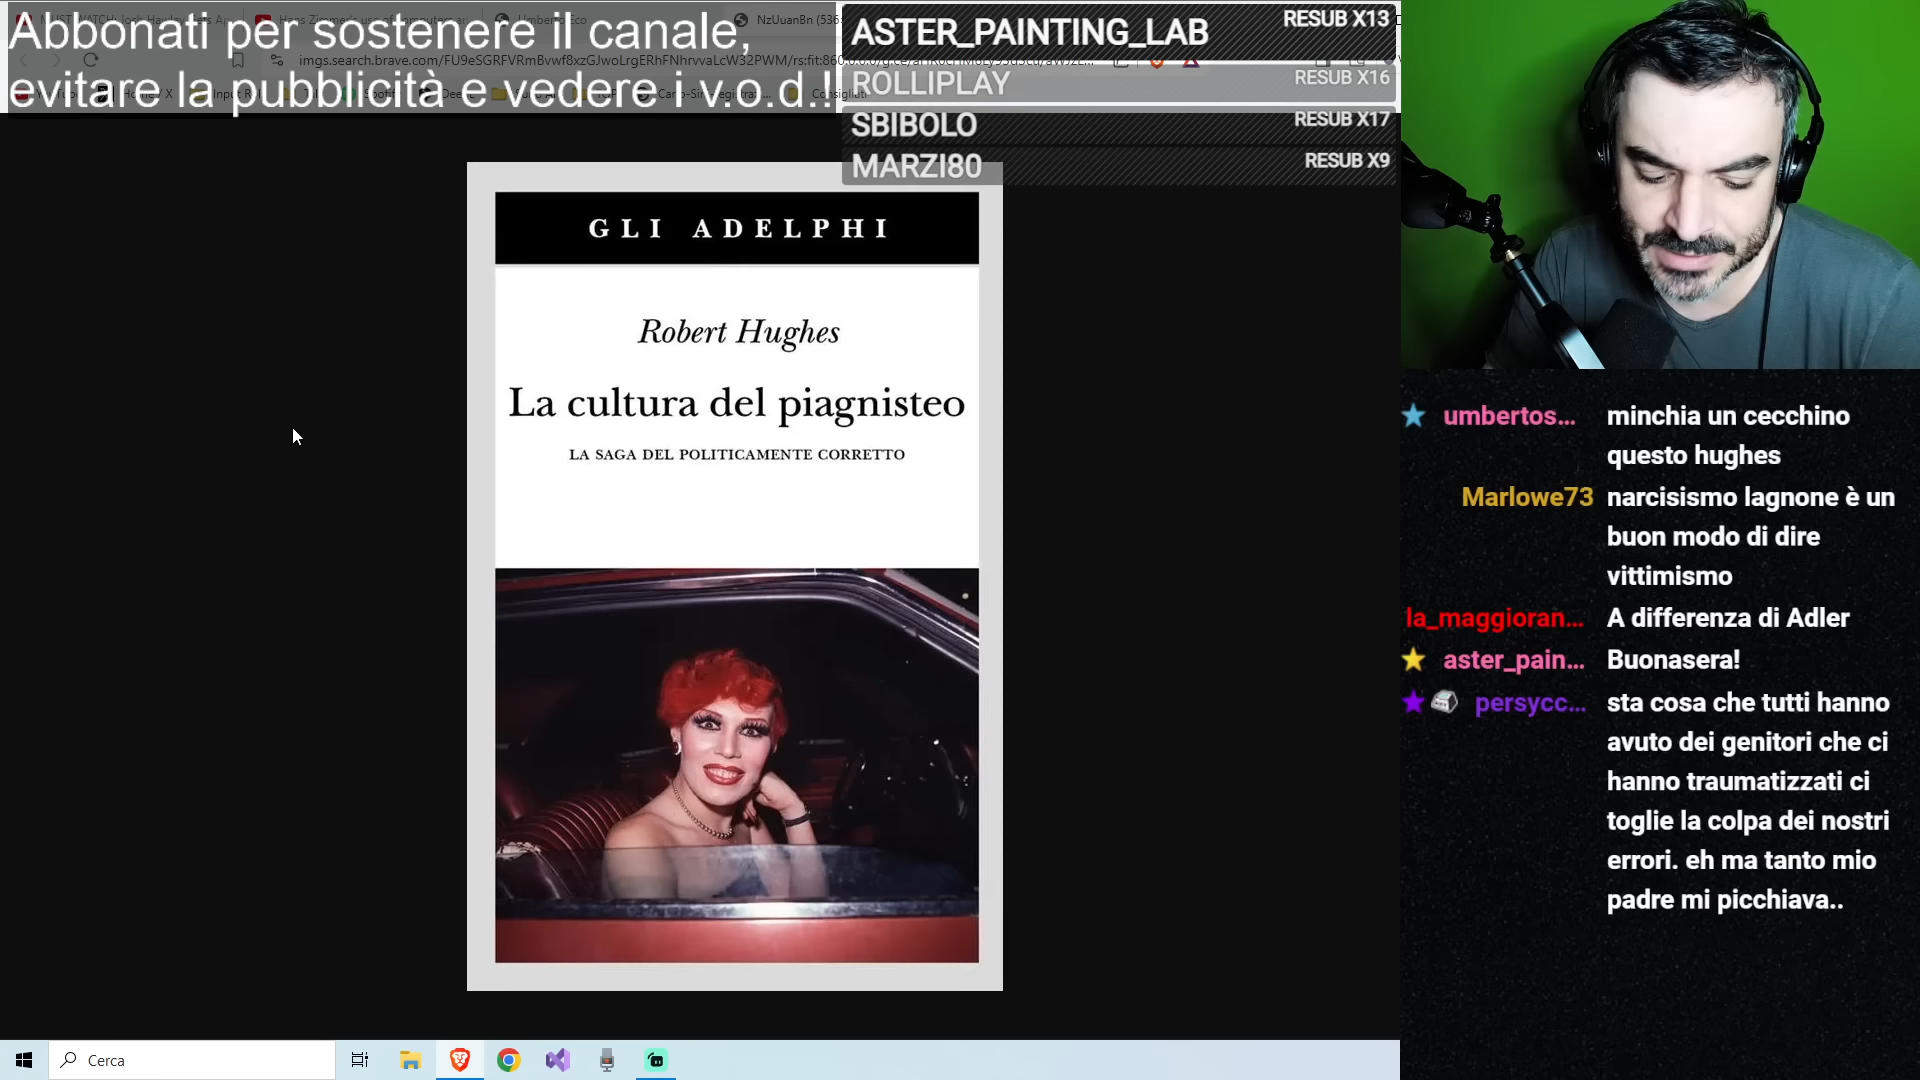 Abbonati per sostenere il canale,
evitare la pubblicità e vedere i v.o.d.!
ASTER_PAINTING_LAB RESUB X13
ROLLIPLAY RESUB X16
SBIBOLO RESUB X17
MARZI80 RESUB X9
GLI ADELPHI
Robert Hughes
La cultura del piagnisteo
LA SAGA DEL POLITICAMENTE CORRETTO
umbertos... minchia un cecchino
questo hughes
Marlowe73 narcisismo lagnone è un
buon modo di dire
vittimismo
la_maggioran... A differenza di Adler
aster_pain... Buonasera!
persycc... sta cosa che tutti hanno
avuto dei genitori che ci
hanno traumatizzati ci
toglie la colpa dei nostri
errori. eh ma tanto mio
padre mi picchiava..
Cerca